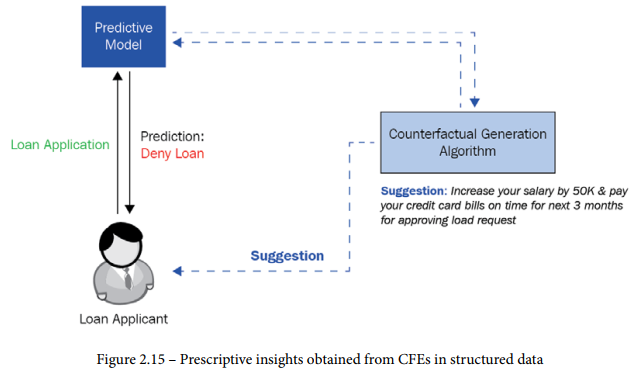 Predictive
Model
Loan Application
Prediction:
Deny Loan
Counterfactual Generation
Algorithm
Suggestion: Increase your salary by 50K & pay
your credit card bills on time for next 3 months
for approving load request
Suggestion
Loan Applicant
Figure 2.15 – Prescriptive insights obtained from CFEs in structured data